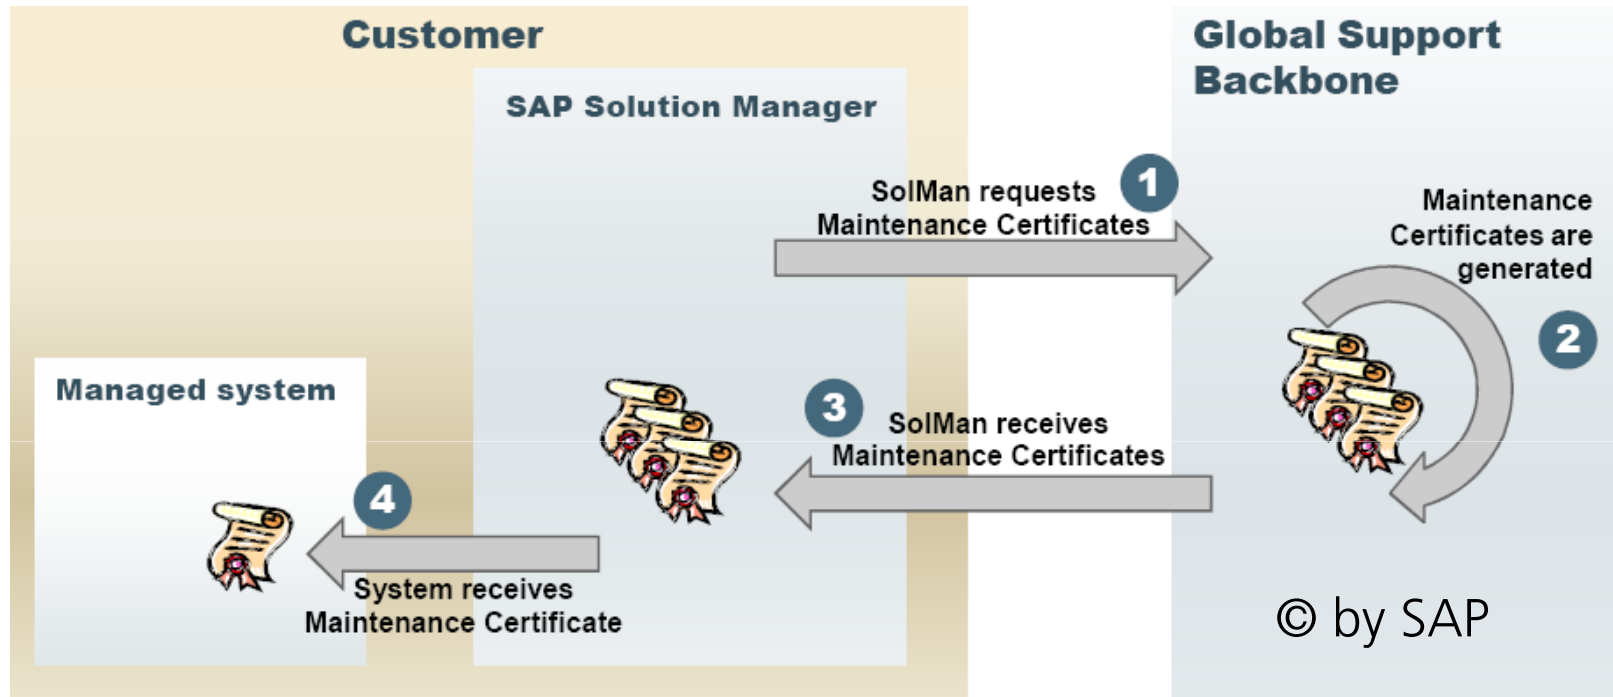 Customer
SAP Solution Manager
Global Support
Backbone
SolMan requests
Maintenance Certificates
1
Maintenance
Certificates are
generated
2
3
SolMan receives
Maintenance Certificates
Managed system
4
System receives
Maintenance Certificate
© by SAP